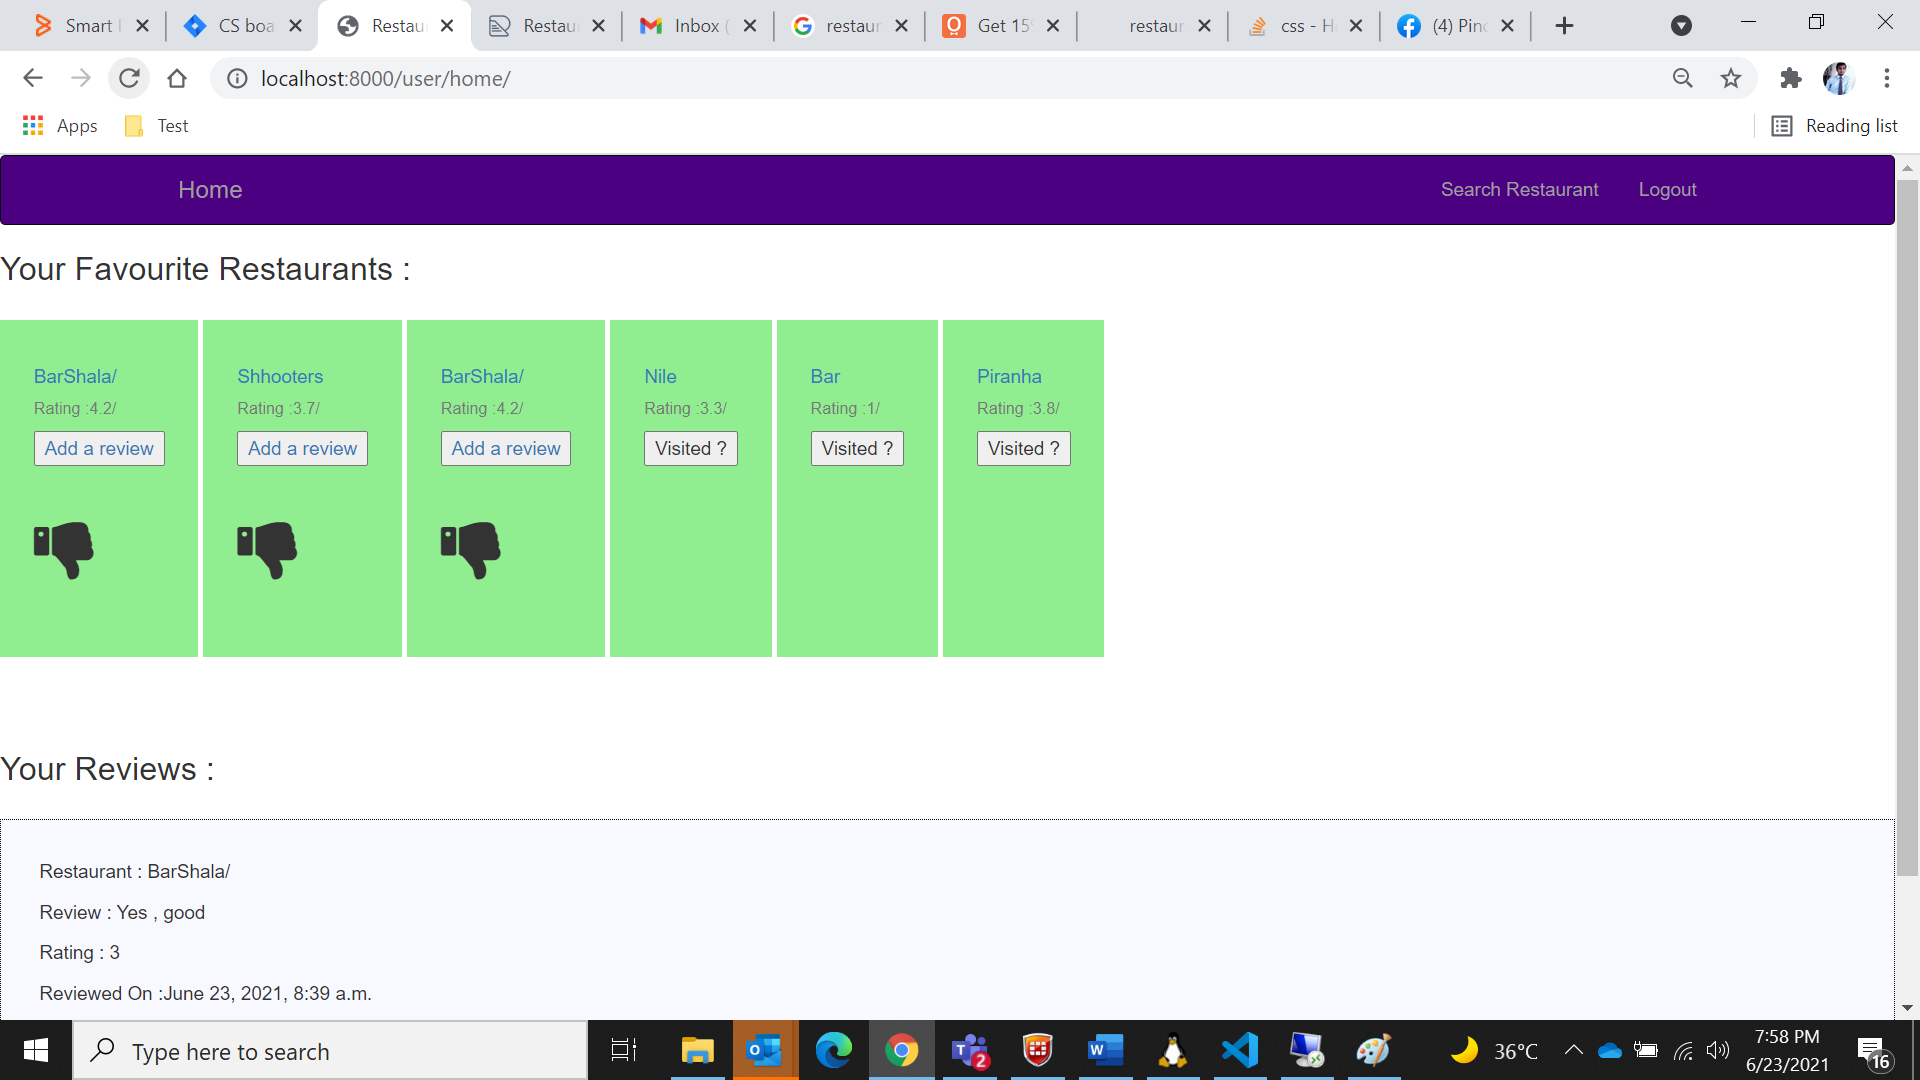 Smart
CS boa
Restau
Restau
Inbox (
restaur
Get 15
restaur
css - H
(4) Pin
localhost:8000/user/home/
Apps
Test
Reading list
Home
Search Restaurant
Logout
Your Favourite Restaurants :
BarShala/
Shhooters
BarShala/
Nile
Bar
Piranha
Rating :4.2/
Rating :3.7/
Rating :4.2/
Rating :3.3/
Rating :1/
Rating :3.8/
Add a review
Add a review
Add a review
Visited ?
Visited ?
Visited ?
Your Reviews :
Restaurant : BarShala/
Review : Yes , good
Rating : 3
Reviewed On :June 23, 2021, 8:39 a.m.
Type here to search
2
36°C
7:58 PM
6/23/2021
16